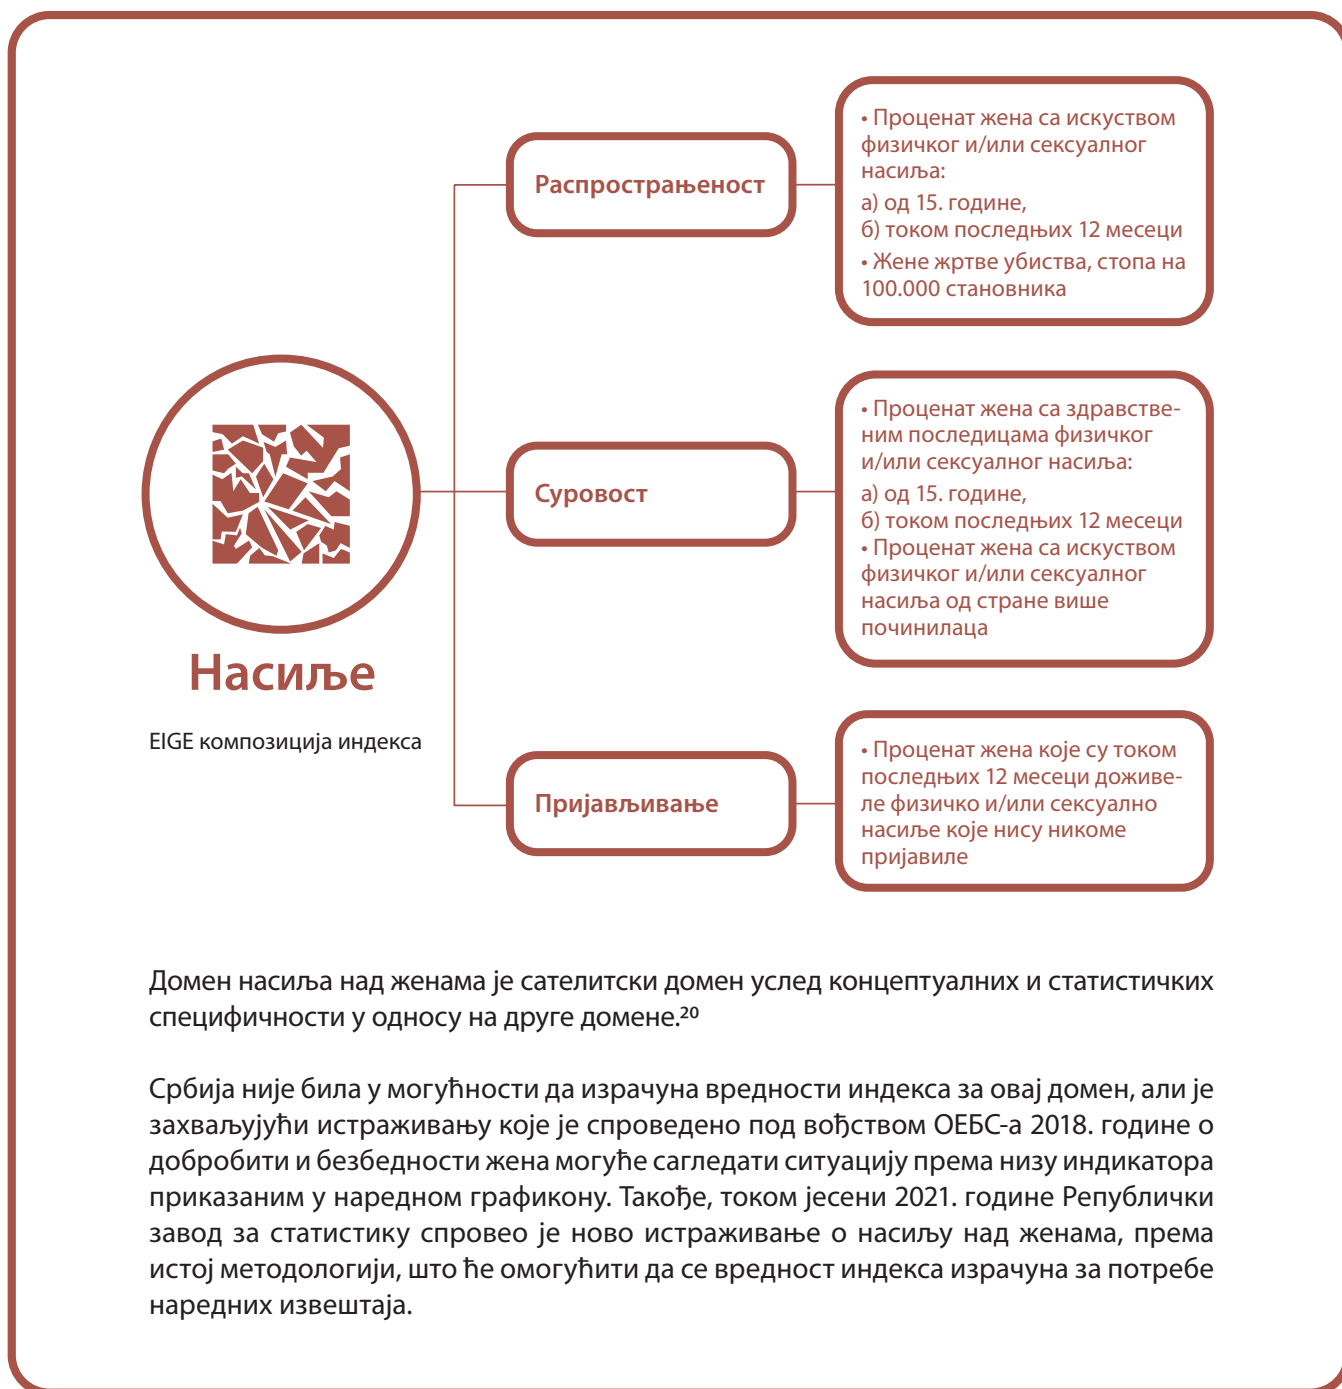 Распрострањеност
• Проценат жена са искуством
физичког и/или сексуалног
насиља:
а) од 15. године,
б) током последњих 12 месеци
• Жене жртве убиства, стопа на
100.000 становника
Суровост
• Проценат жена са здравстве-
ним последицама физичког
и/или сексуалног насиља:
а) од 15. године,
б) током последњих 12 месеци
• Проценат жена са искуством
физичког и/или сексуалног
насиља од стране више
починилаца
Насиље
EIGE композиција индекса
Пријављивање
• Проценат жена које су током
последњих 12 месеци доживе-
ле физичко и/или сексуално
насиље које нису никоме
пријавиле
Домен насиља над женама је сателитски домен услед концептуалних и статистичких
специфичности у односу на друге домене.²⁰
Србија није била у могућности да израчуна вредности индекса за овај домен, али је
захваљујући истраживању које је спроведено под вођством ОЕБС-а 2018. године о
добробити и безбедности жена могуће сагледати ситуацију према низу индикатора
приказаним у наредном графикону. Такође, током јесени 2021. године Републички
завод за статистику спровео је ново истраживање о насиљу над женама, према
истој методологији, што ће омогућити да се вредност индекса израчуна за потребе
наредних извештаја.